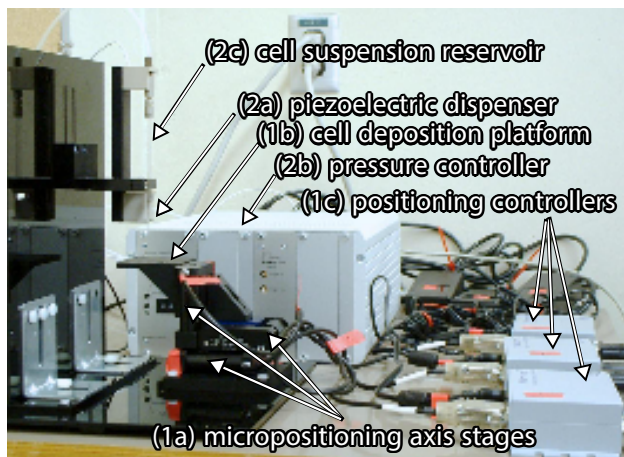 (2c) cell suspension reservoir
(2a) piezoelectric dispenser
(1b) cell deposition platform
(2b) pressure controller
(1c) positioning controllers
(1a) micropositioning axis stages